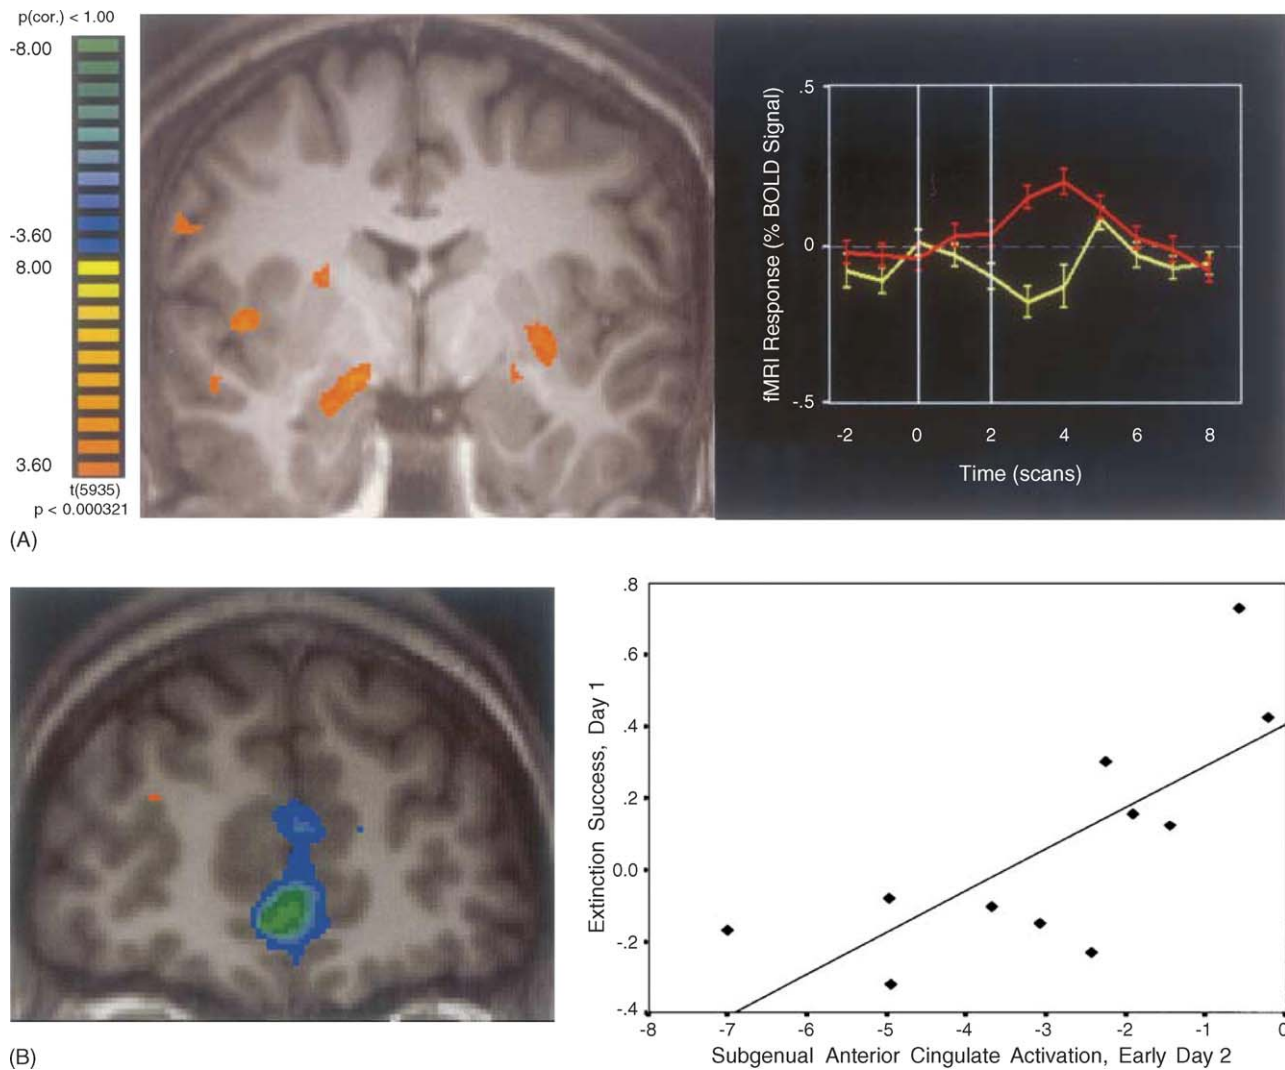 p(cor.) < 1.00
-8.00
-3.60
8.00
3.60
t(5935)
p < 0.000321
(A)
fMRI Response (% BOLD Signal)
.5
0
-.5
-2 0 2 4 6 8
Time (scans)
(B)
Extinction Success, Day 1
.8
.6
.4
.2
0.0
-.2
-.4
-8 -7 -6 -5 -4 -3 -2 -1 0
Subgenual Anterior Cingulate Activation, Early Day 2